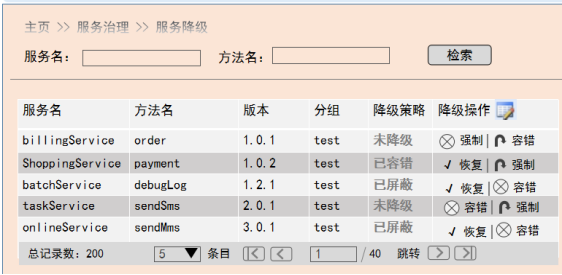 主页 >> 服务治理 >> 服务降级
服务名: 方法名: 检索
服务名 方法名 版本 分组 降级策略 降级操作
billingService order 1.0.1 test 未降级 强制| 容错
ShoppingService payment 1.0.2 test 已容错 √ 恢复| 强制
batchService debugLog 1.2.1 test 已屏蔽 √ 恢复| 容错
taskService sendSms 2.0.1 test 未降级 容错| 强制
onlineService sendMms 3.0.1 test 已屏蔽 √ 恢复| 容错
总记录数: 200 5 条目 1 / 40 跳转